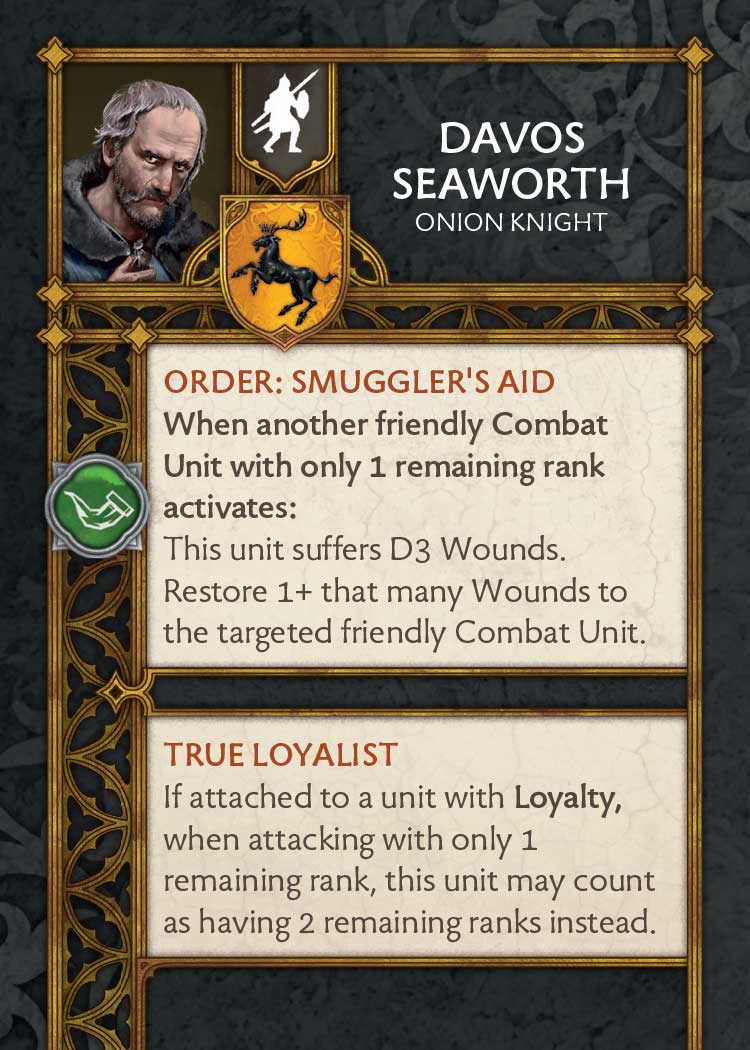 DAVOS
SEAWORTH
ONION KNIGHT
ORDER: SMUGGLER'S AID
When another friendly Combat
Unit with only 1 remaining rank
activates:
This unit suffers D3 Wounds.
Restore 1+ that many Wounds to
the targeted friendly Combat Unit.
TRUE LOYALIST
If attached to a unit with Loyalty,
when attacking with only 1
remaining rank, this unit may count
as having 2 remaining ranks instead.